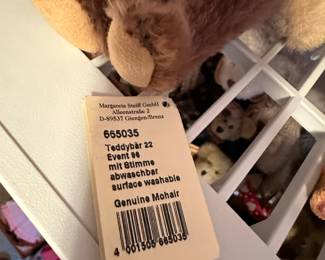 Margarete Steiff GmbH
Alleenstraße 2
D-89537 Giengen/Brenz
665035
Teddybär 22
Event 96
mit Stimme
abwaschbar
surface washable
Genuine Mohair
4 001505 665035